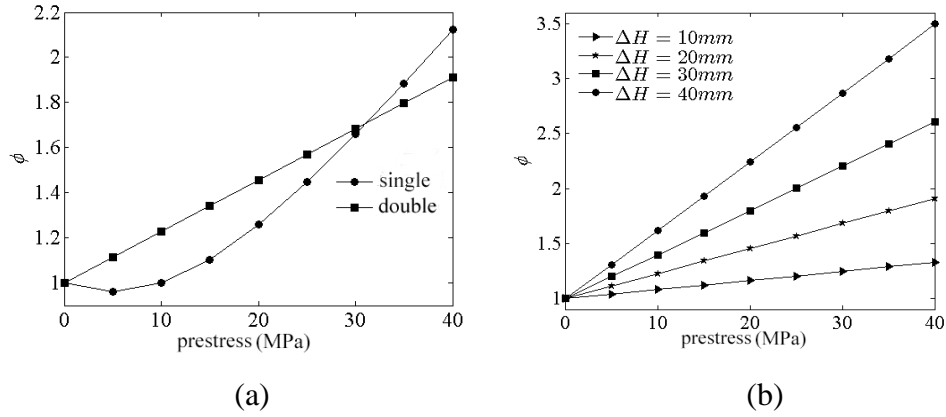 2.2
2
1.8
1.6
1.4
1.2
1
ϕ
single
double
0
10
20
30
40
prestress (MPa)
(a)
3.5
3
2.5
2
1.5
1
ϕ
ΔH = 10mm
ΔH = 20mm
ΔH = 30mm
ΔH = 40mm
0
10
20
30
40
prestress (MPa)
(b)